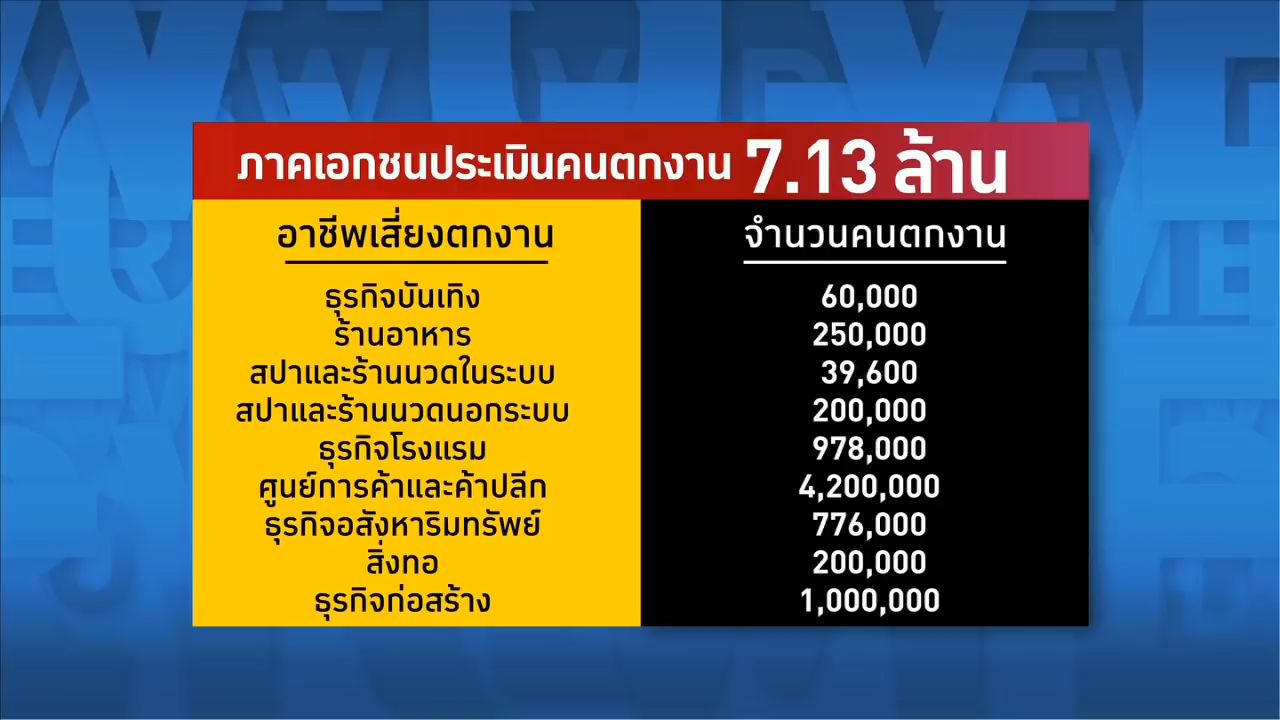 ภาคเอกชนประเมินคนตกงาน 7.13 ล้าน
อาชีพเสี่ยงตกงาน จำนวนคนตกงาน
ธุรกิจบันเทิง 60,000
ร้านอาหาร 250,000
สปาและร้านนวดในระบบ 39,600
สปาและร้านนวดนอกระบบ 200,000
ธุรกิจโรงแรม 978,000
ศูนย์การค้าและค้าปลีก 4,200,000
ธุรกิจอสังหาริมทรัพย์ 776,000
สิ่งทอ 200,000
ธุรกิจก่อสร้าง 1,000,000